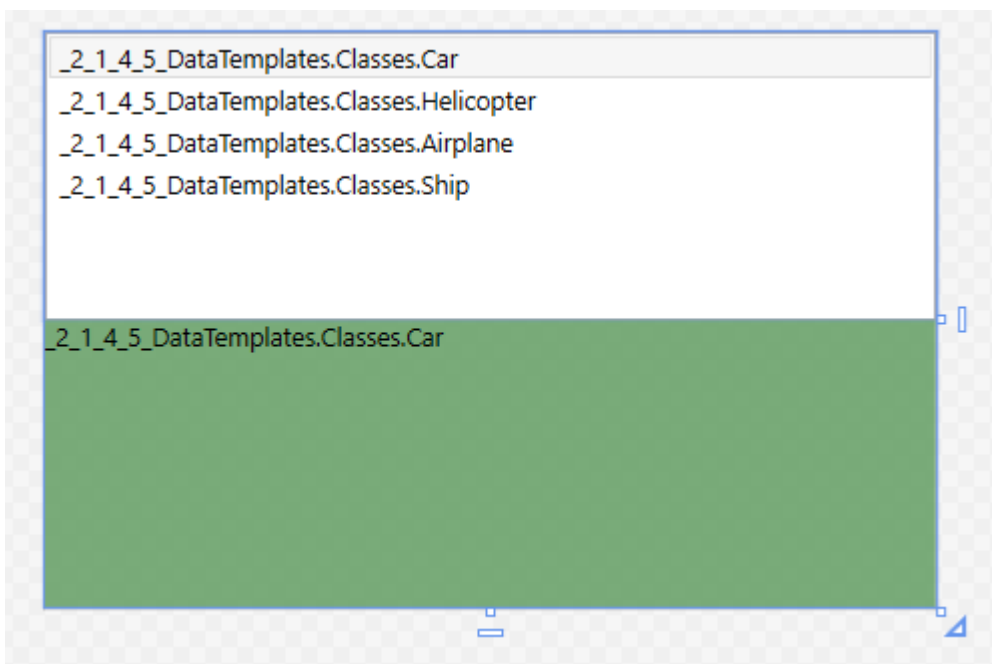 _2_1_4_5_DataTemplates.Classes.Car
_2_1_4_5_DataTemplates.Classes.Helicopter
_2_1_4_5_DataTemplates.Classes.Airplane
_2_1_4_5_DataTemplates.Classes.Ship
_2_1_4_5_DataTemplates.Classes.Car